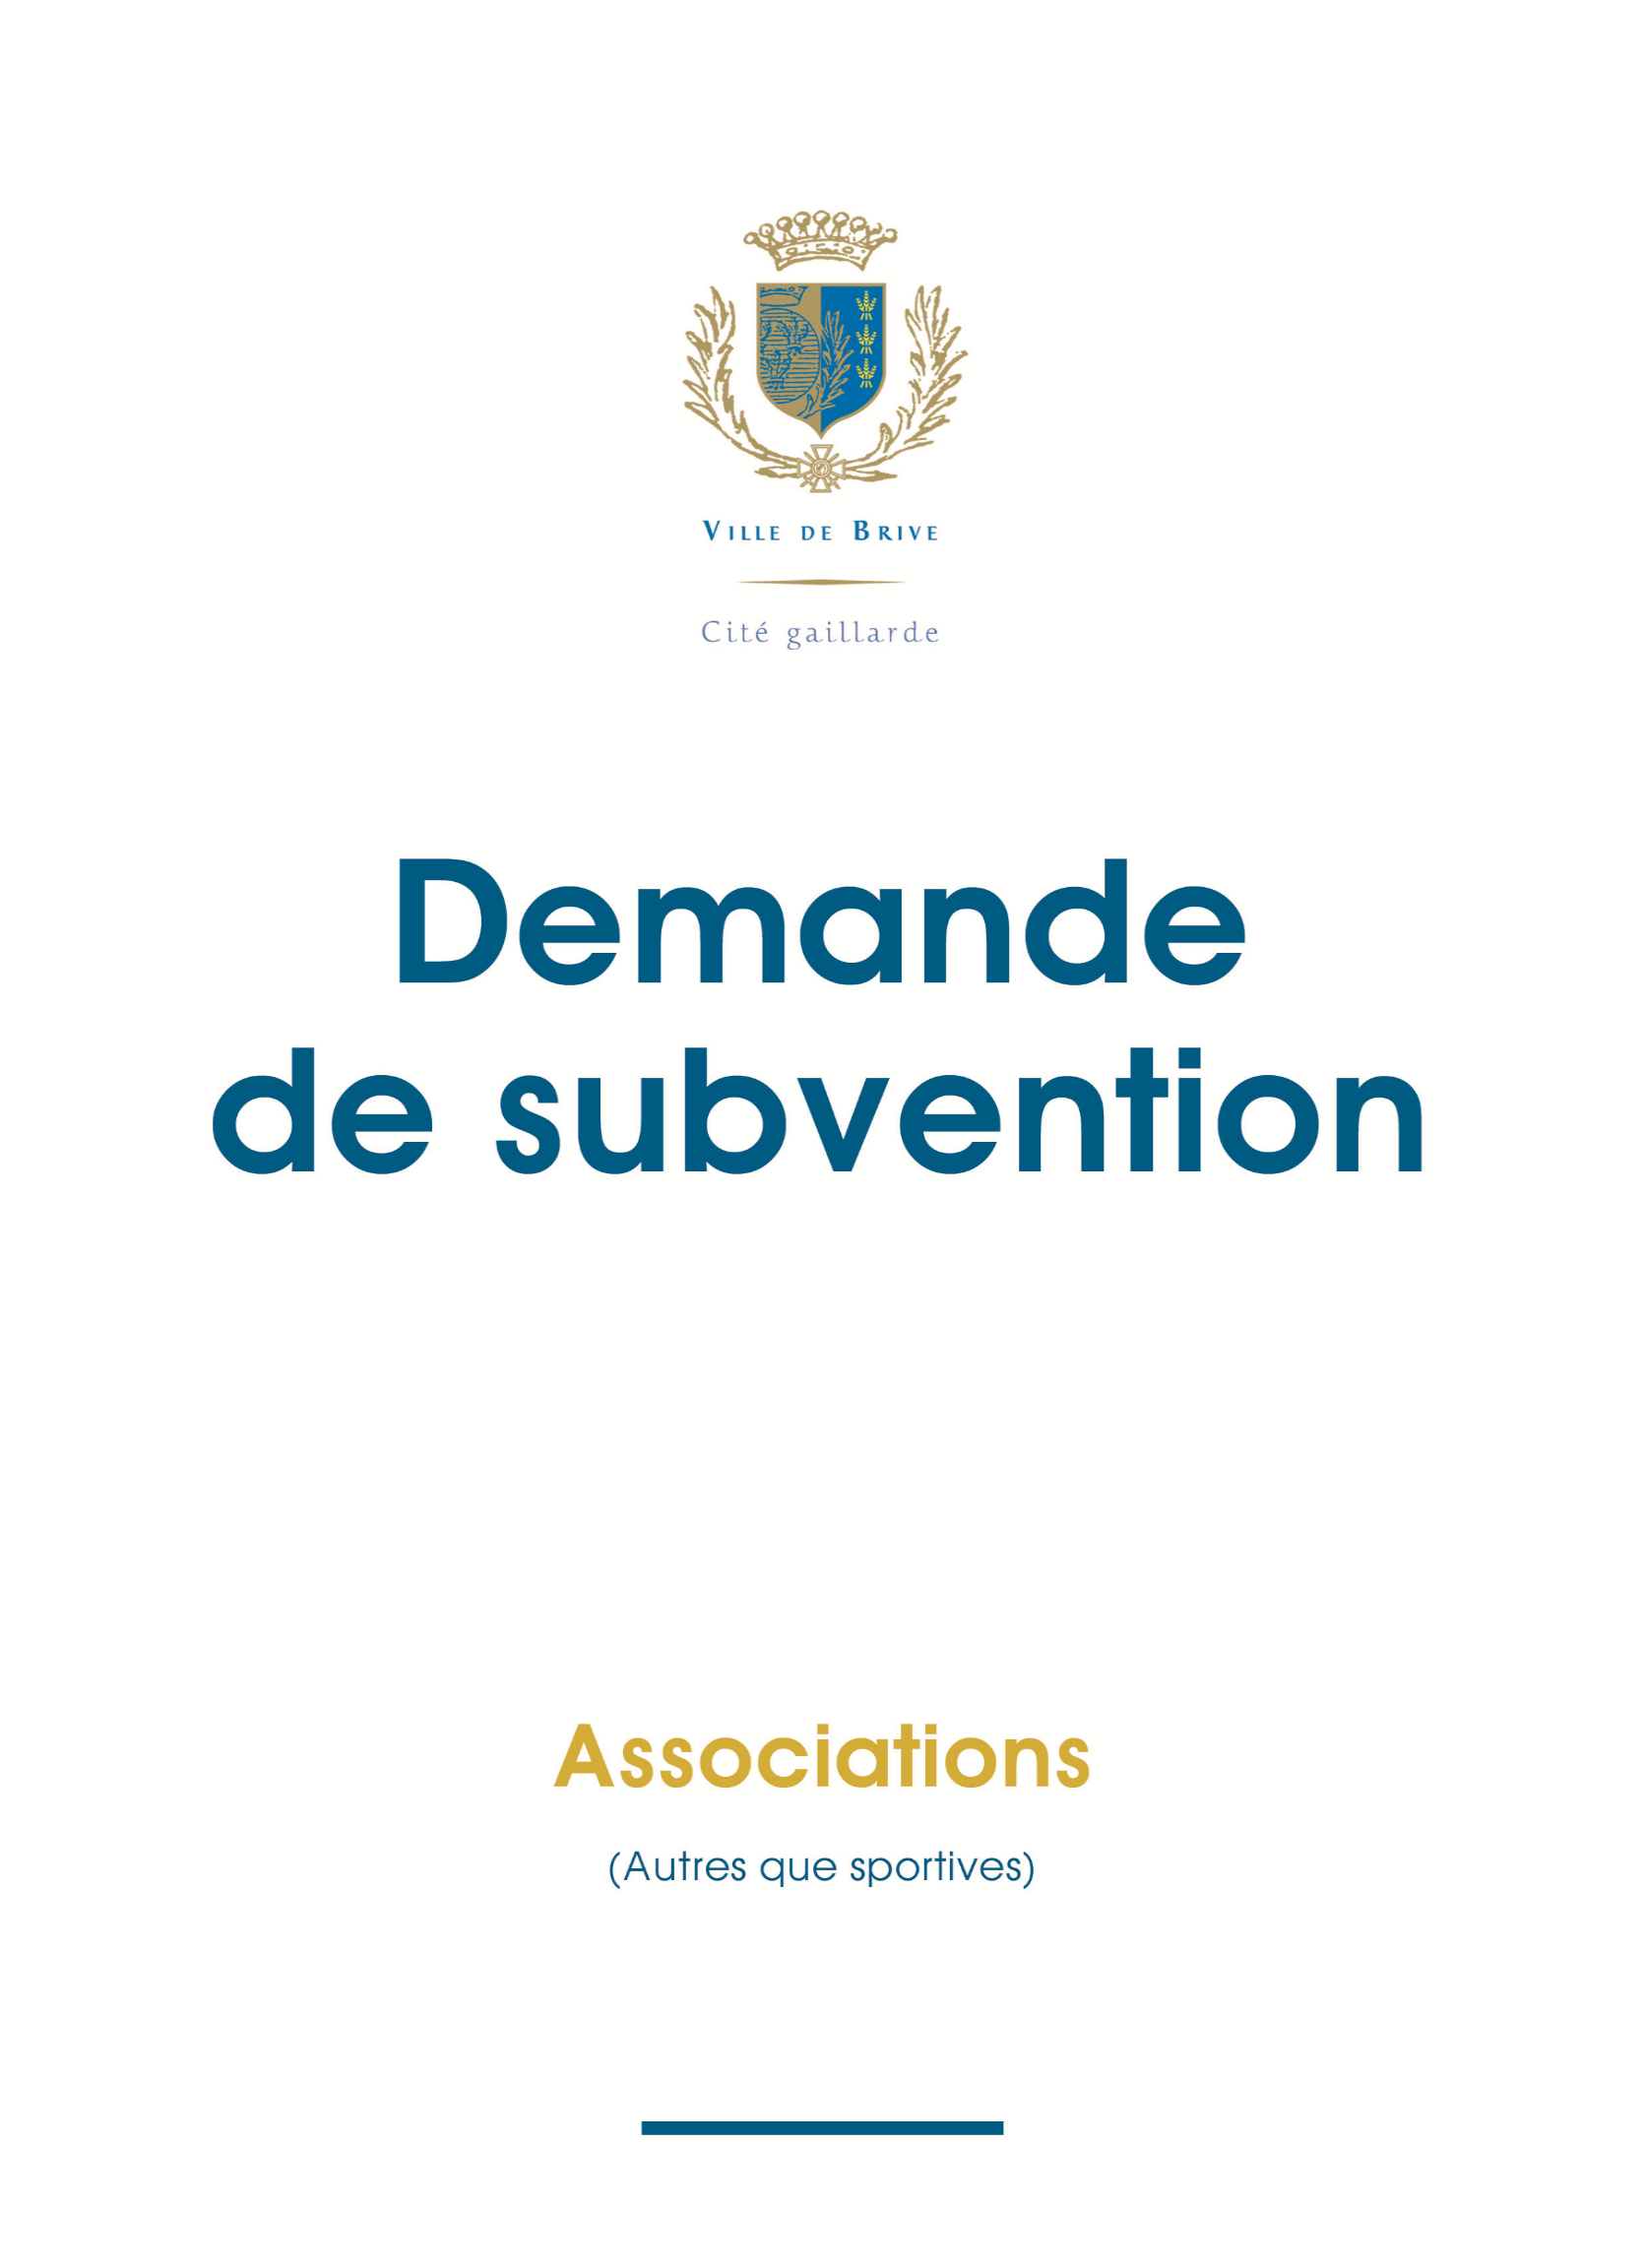 VILLE DE BRIVE
Cité gaillarde
Demande
de subvention
Associations
(Autres que sportives)